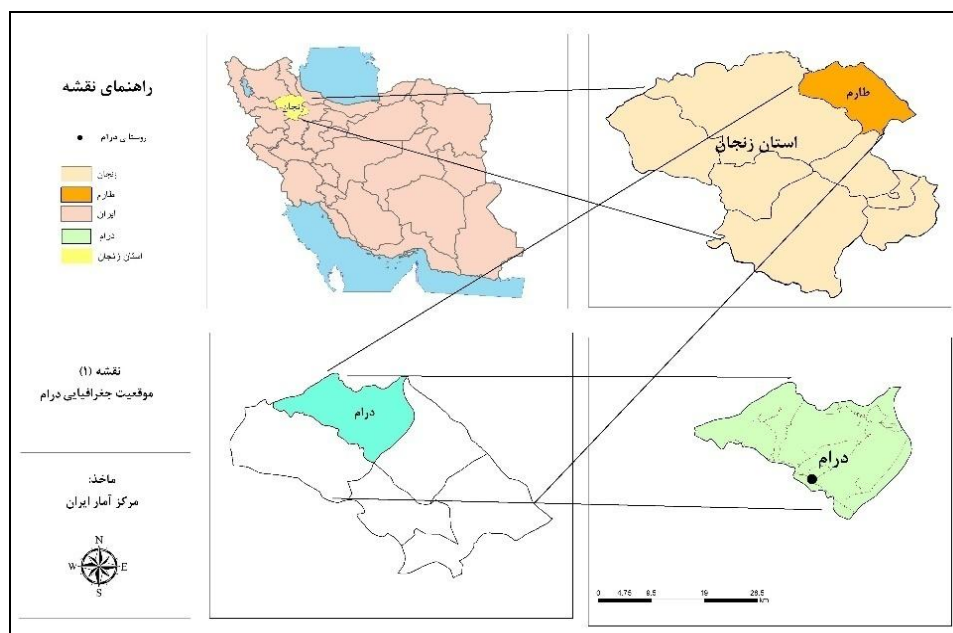 راهنمای نقشه
روستای درام
زنجان
طارم
ایران
درام
استان زنجان
زنجان
طارم
استان زنجان
نقشه (۱)
موقعیت جغرافیایی درام
ماخذ:
مرکز آمار ایران
N
W E
S
درام
درام
0 4.75 9.5 19 28.5
km